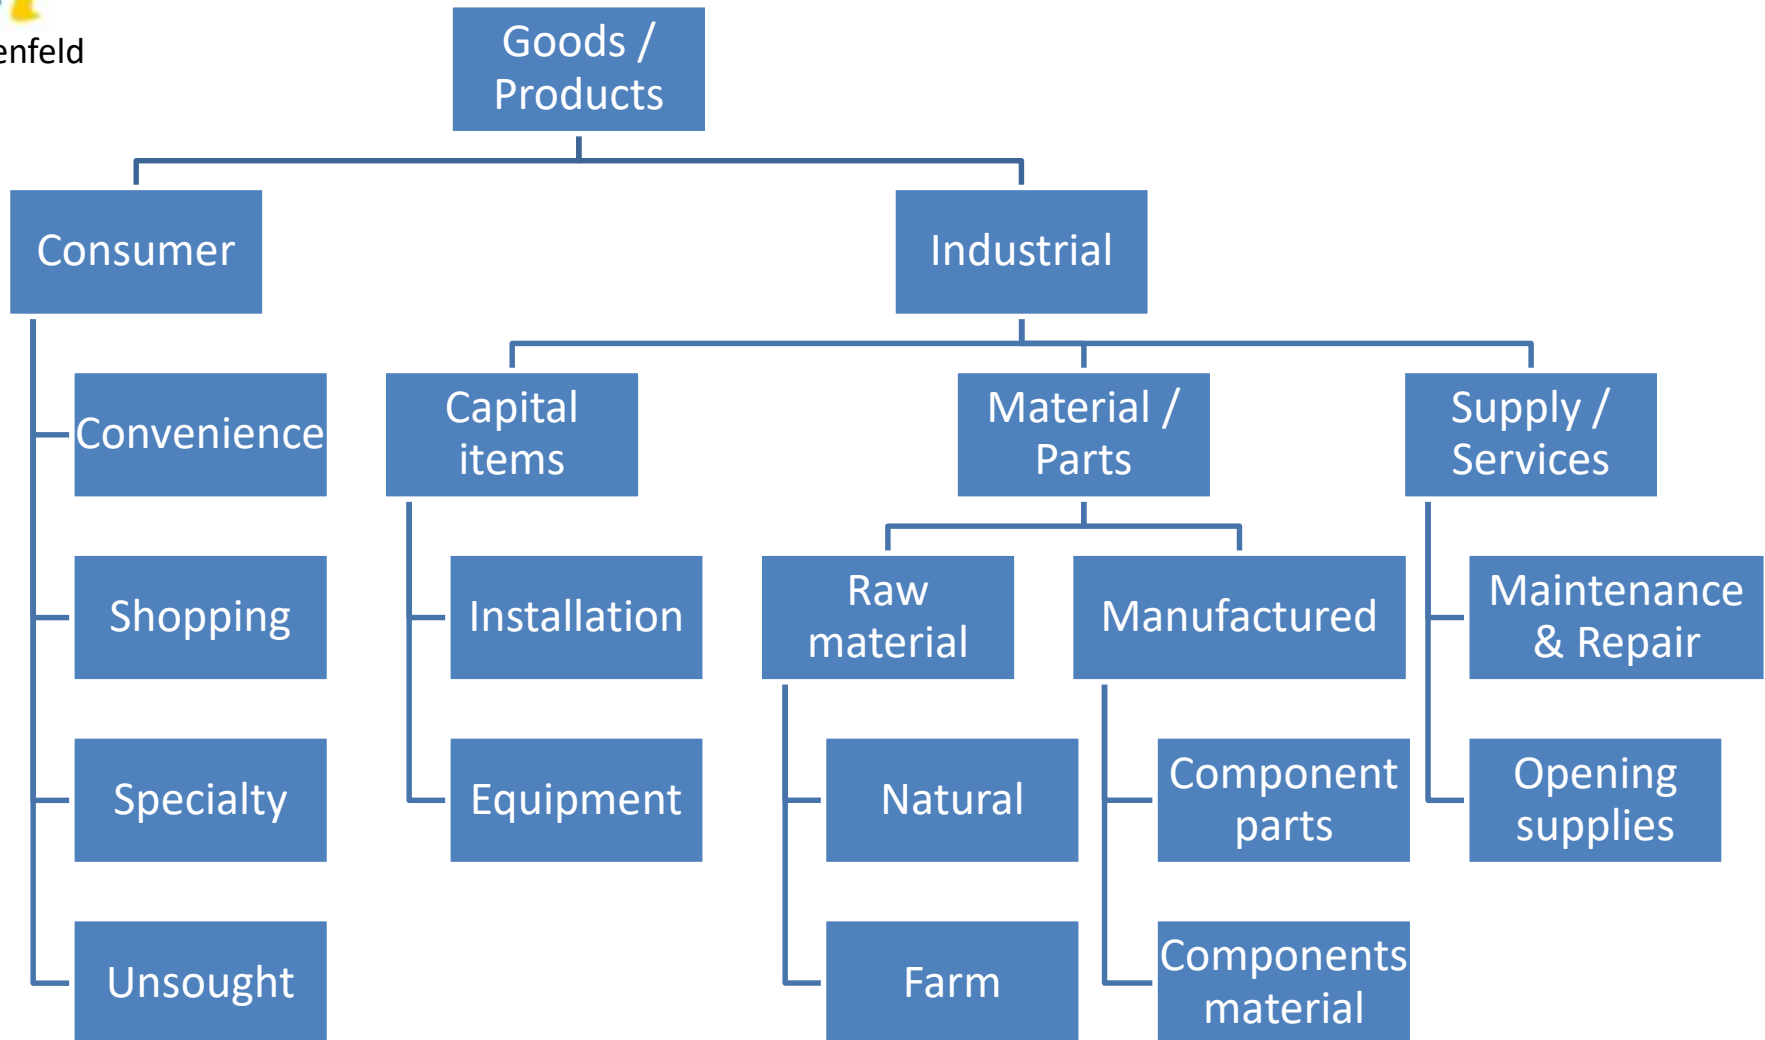 enfeld
Goods /
Products
Consumer
Industrial
Convenience
Capital
items
Material /
Parts
Supply /
Services
Shopping
Installation
Raw
material
Manufactured
Maintenance
& Repair
Specialty
Equipment
Natural
Component
parts
Opening
supplies
Unsought
Farm
Components
material